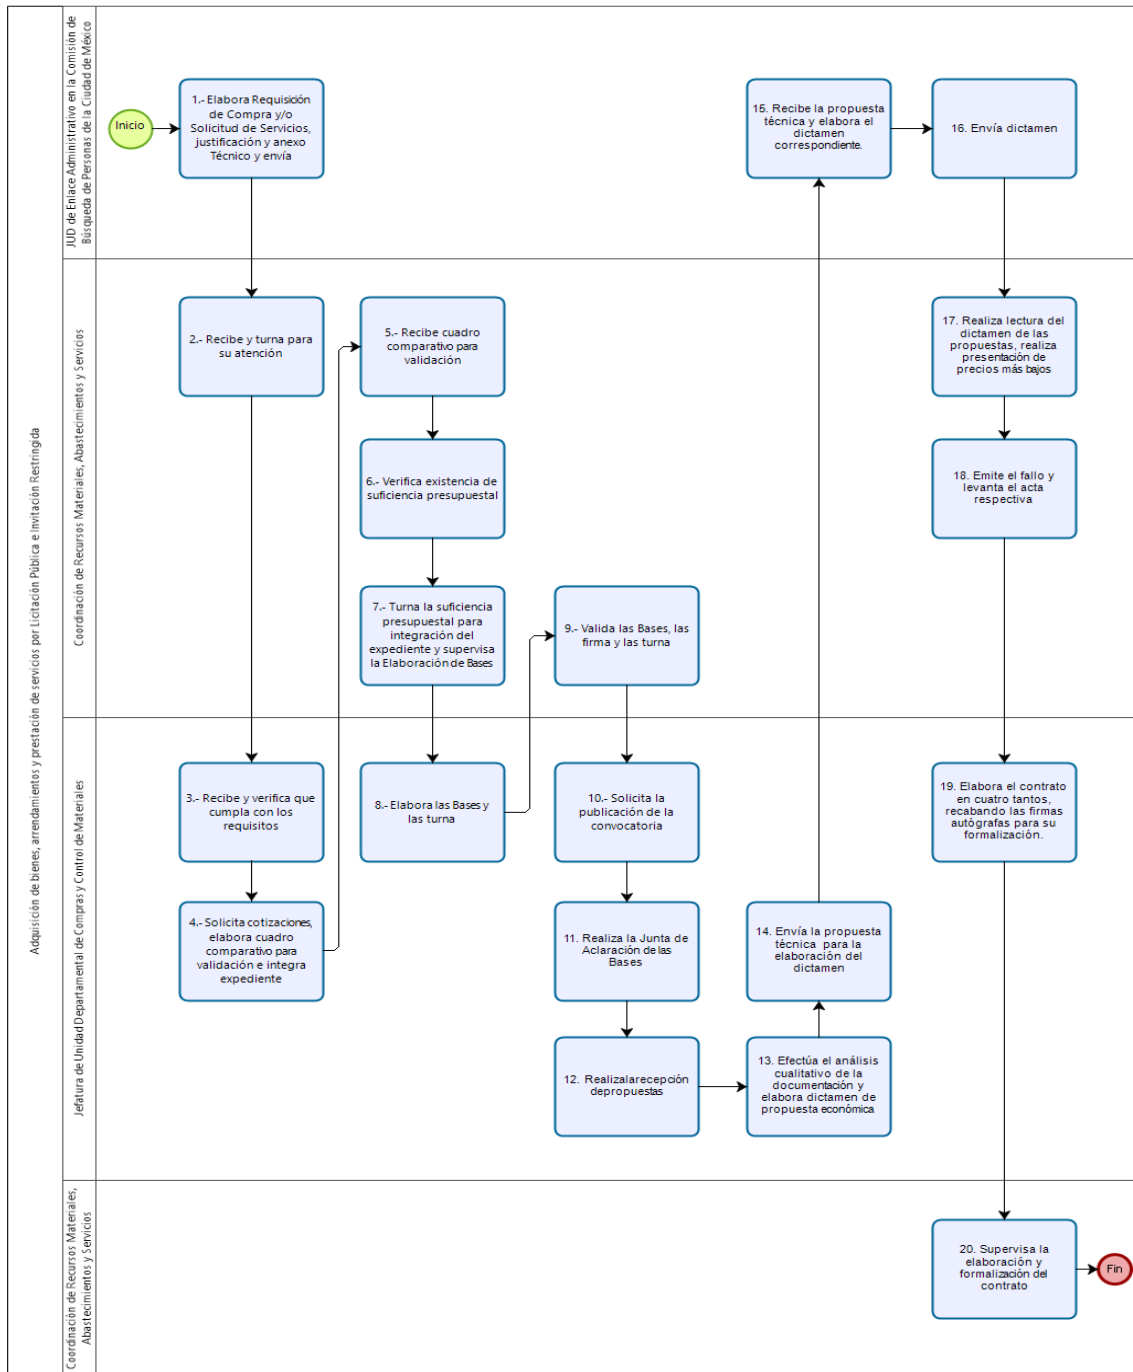 Adquisición de bienes, arrendamientos y prestación de servicios por Licitación Pública e Invitación Restringida
JUD de Enlace Administrativo en la Comisión de
Búsqueda de Personas de la Ciudad de México
Inicio
1.- Elabora Requisición
de Compra y/o
Solicitud de Servicios,
justificación y anexo
Técnico y envía
15. Recibe la propuesta
técnica y elabora el
dictamen
correspondiente.
16. Envía dictamen
Coordinación de Recursos Materiales, Abastecimientos y Servicios
2.- Recibe y turna para
su atención
5.- Recibe cuadro
comparativo para
validación
17. Realiza lectura del
dictamen de las
propuestas, realiza
presentación de
precios más bajos
6.- Verifica existencia de
suficiencia presupuestal
18. Emite el fallo y
levanta el acta
respectiva
7.- Turna la suficiencia
presupuestal para
integración del
expediente y supervisa
la Elaboración de Bases
9.- Valida las Bases, las
firma y las turna
Jefatura de Unidad Departamental de Compras y Control de Materiales
3.- Recibe y verifica que
cumpla con los
requisitos
8.- Elabora las Bases y
las turna
10.- Solicita la
publicación de la
convocatoria
19. Elabora el contrato
en cuatro tantos,
recabando las firmas
autógrafas para su
formalización.
4.- Solicita cotizaciones,
elabora cuadro
comparativo para
validación e integra
expediente
11. Realiza la Junta de
Aclaración de las
Bases
14. Envía la propuesta
técnica para la
elaboración del
dictamen
12. Realizalarecepción
depropuestas
13. Efectúa el análisis
cualitativo de la
documentación y
elabora dictamen de
propuesta económica
Coordinación de Recursos Materiales,
Abastecimientos y Servicios
20. Supervisa la
elaboración y
formalización del
contrato
Fin